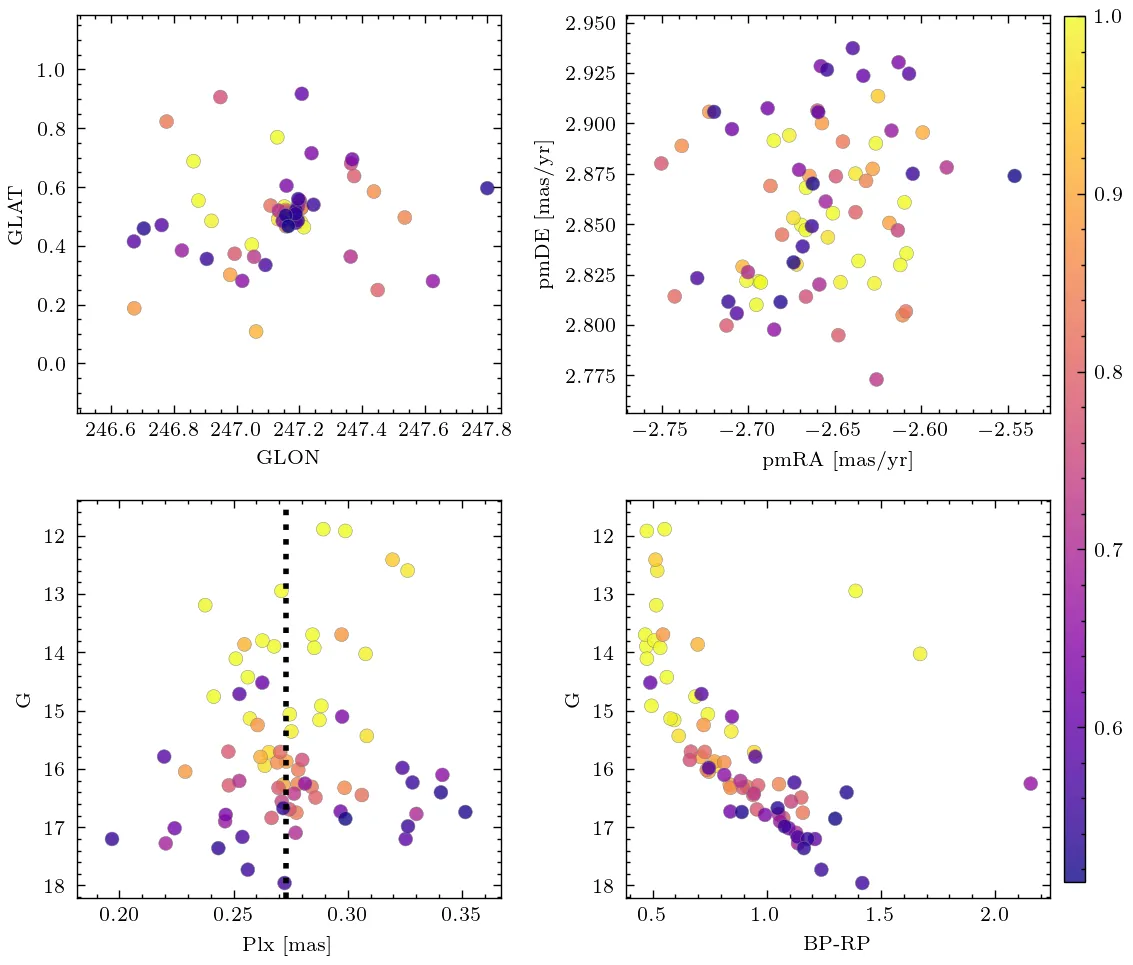 1.0
0.8
0.6
0.4
0.2
0.0
GLAT
246.6 246.8 247.0 247.2 247.4 247.6 247.8
GLON
2.950
2.925
2.900
2.875
2.850
2.825
2.800
2.775
pmDE [mas/yr]
−2.75 −2.70 −2.65 −2.60 −2.55
pmRA [mas/yr]
1.0
0.9
0.8
0.7
0.6
12
13
14
15
16
17
18
G
0.20 0.25 0.30 0.35
Plx [mas]
12
13
14
15
16
17
18
G
0.5 1.0 1.5 2.0
BP-RP